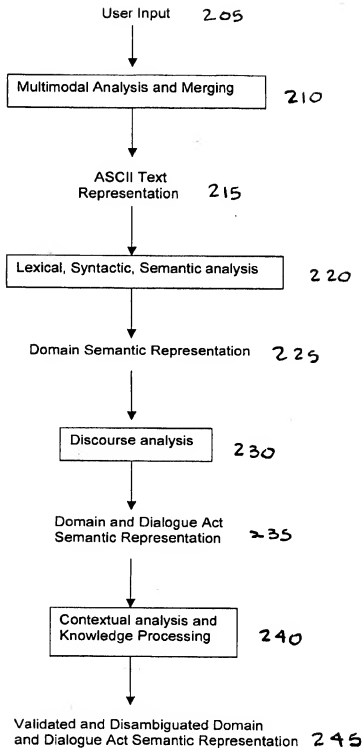 User Input 205
Multimodal Analysis and Merging 210
ASCII Text
Representation 215
Lexical, Syntactic, Semantic analysis 220
Domain Semantic Representation 225
Discourse analysis 230
Domain and Dialogue Act
Semantic Representation 235
Contextual analysis and
Knowledge Processing 240
Validated and Disambiguated Domain
and Dialogue Act Semantic Representation 245